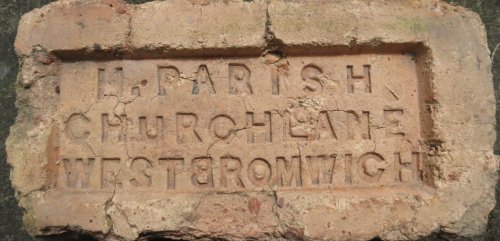 H. PARISH
CHURCH LANE
WEST BROMWICH